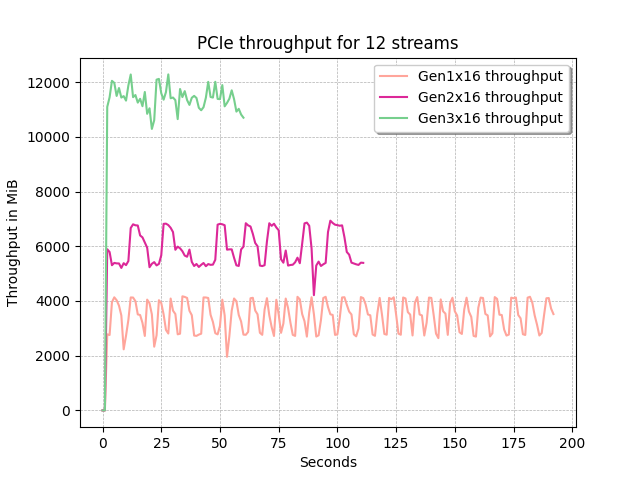 PCIe throughput for 12 streams
Gen1x16 throughput
Gen2x16 throughput
Gen3x16 throughput
Throughput in MiB
12000
10000
8000
6000
4000
2000
0
0 25 50 75 100 125 150 175 200
Seconds